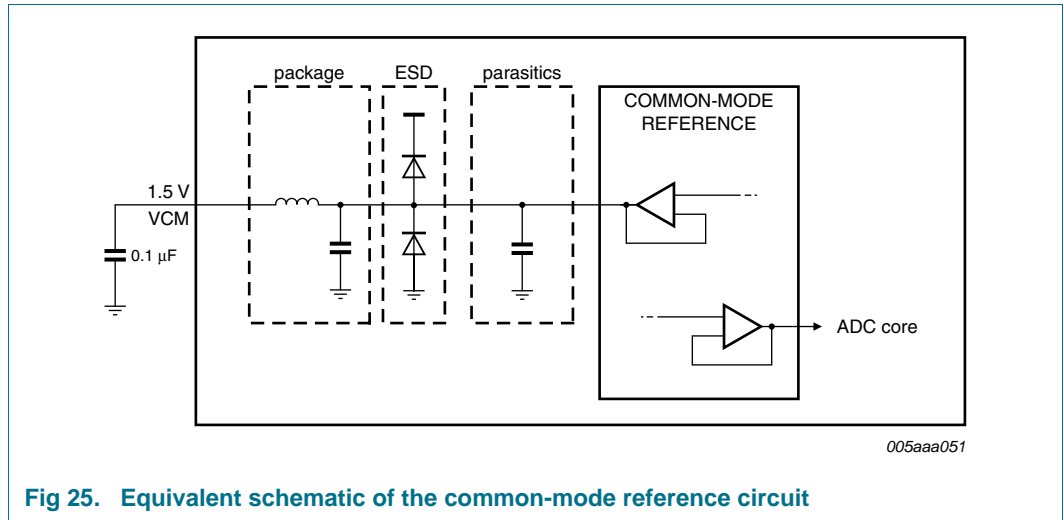 package
ESD
parasitics
COMMON-MODE
REFERENCE
1.5 V
VCM
0.1 μF
ADC core
005aaa051
Fig 25. Equivalent schematic of the common-mode reference circuit